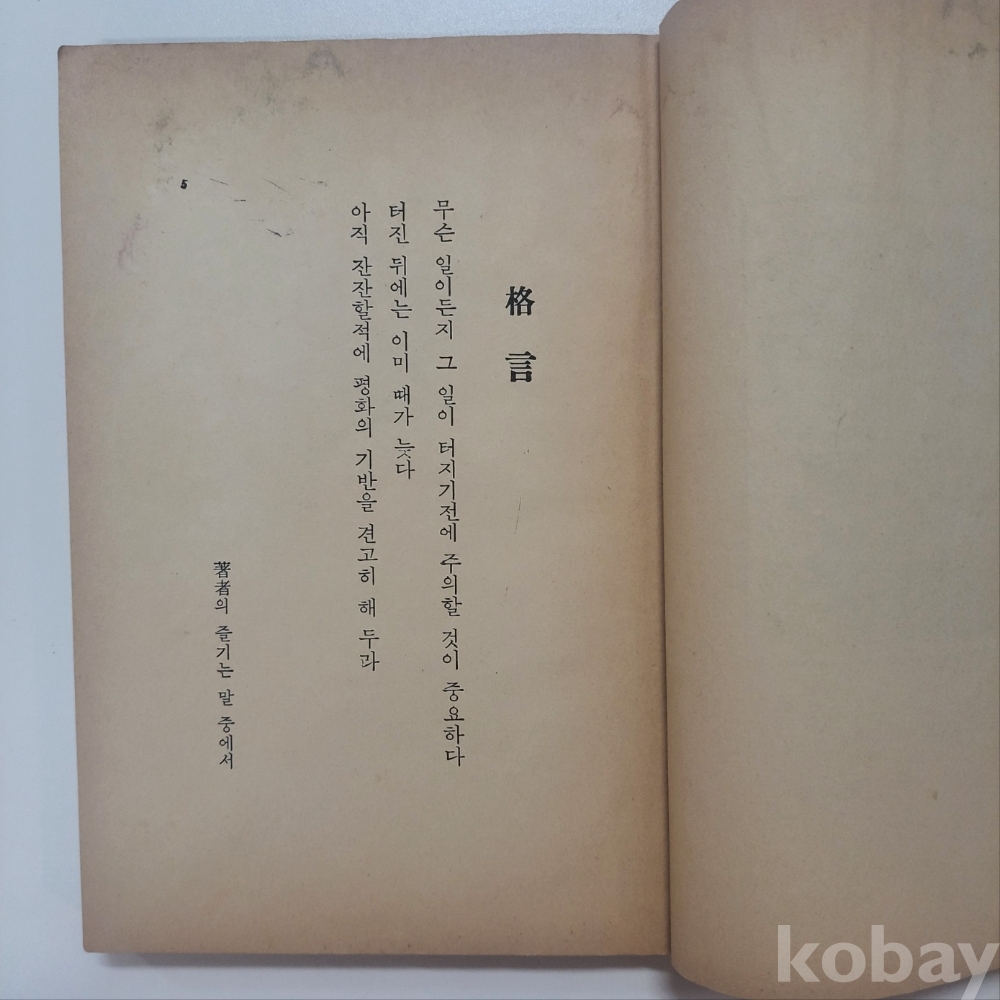 格言
무슨 일이든지 그 일이 터지기전에 주의할 것이 중요하다
터진 뒤에는 이미 때가 늦다
아직 잔잔할적에 평화의 기반을 견고히 해 두라
著者의 즐기는 말 중에서
5
kobay